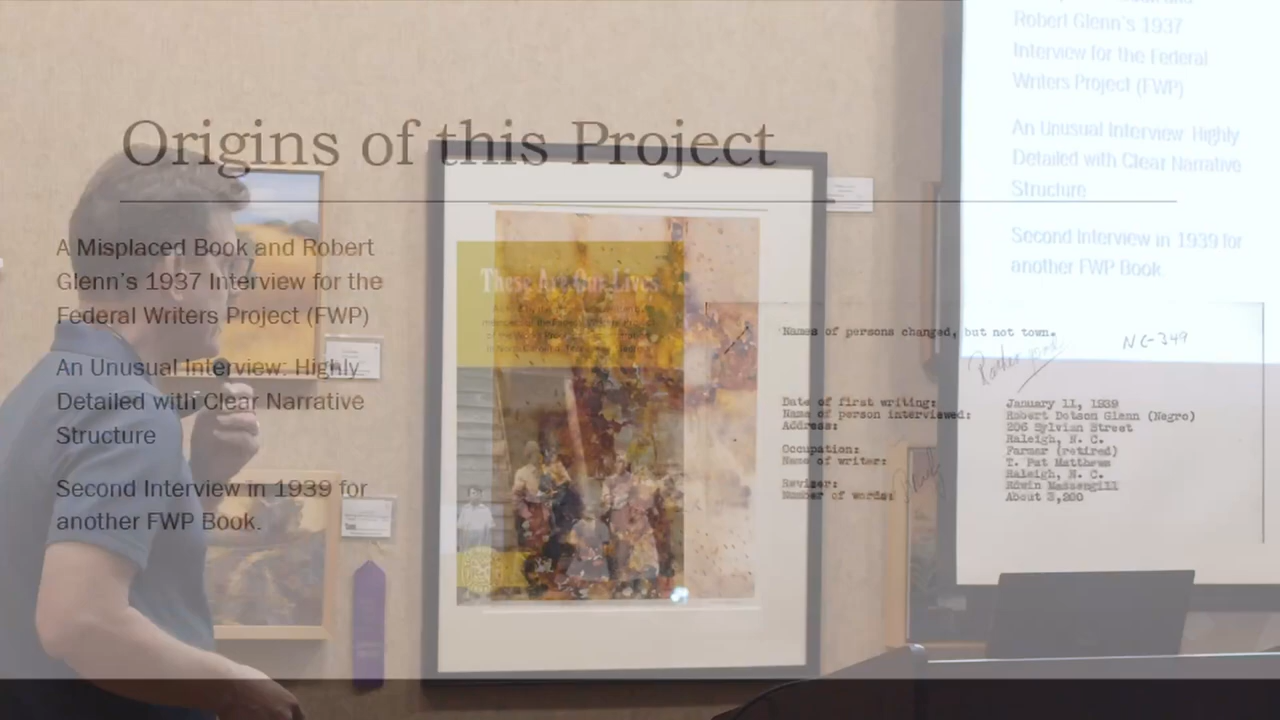 Origins of this Project
A Misplaced Book and Robert
Glenn's 1937 Interview for the
Federal Writers Project (FWP)
An Unusual Interview: Highly
Detailed with Clear Narrative
Structure
Second Interview in 1939 for
another FWP Book.
These Are Our Lives
Names of persons changed, but not town.
NC-349
Date of first writing: January 11, 1939
Name of person interviewed: Robert Dotson Glenn (Negro)
Address: 206 Sylvian Street
Raleigh, N. C.
Occupation: Farmer (retired)
Name of writer: T. Pat Matthews
Raleigh, N. C.
Reviser: Edwin Massengill
Number of words: About 3,200
Robert Glenn's 1937
Interview for the Federal
Writers Project (FWP)
An Unusual Interview: Highly
Detailed with Clear Narrative
Structure
Second Interview in 1939 for
another FWP Book.